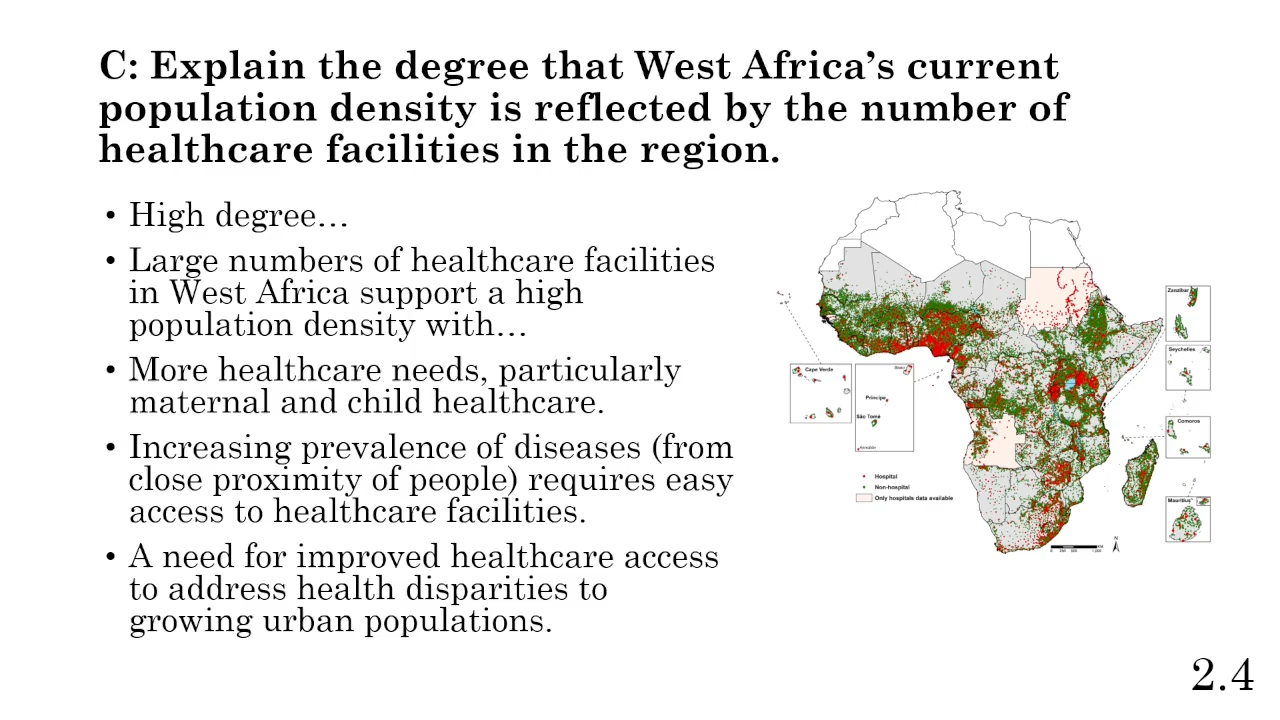 C: Explain the degree that West Africa’s current
population density is reflected by the number of
healthcare facilities in the region.
• High degree…
• Large numbers of healthcare facilities
in West Africa support a high
population density with…
• More healthcare needs, particularly
maternal and child healthcare.
• Increasing prevalence of diseases (from
close proximity of people) requires easy
access to healthcare facilities.
• A need for improved healthcare access
to address health disparities to
growing urban populations.
Zanzibar
Seychelles
Cape Verde
Príncipe
São Tomé
Comoros
Hospital
Non-hospital
Only hospitals data available
Mauritius
N
2.4